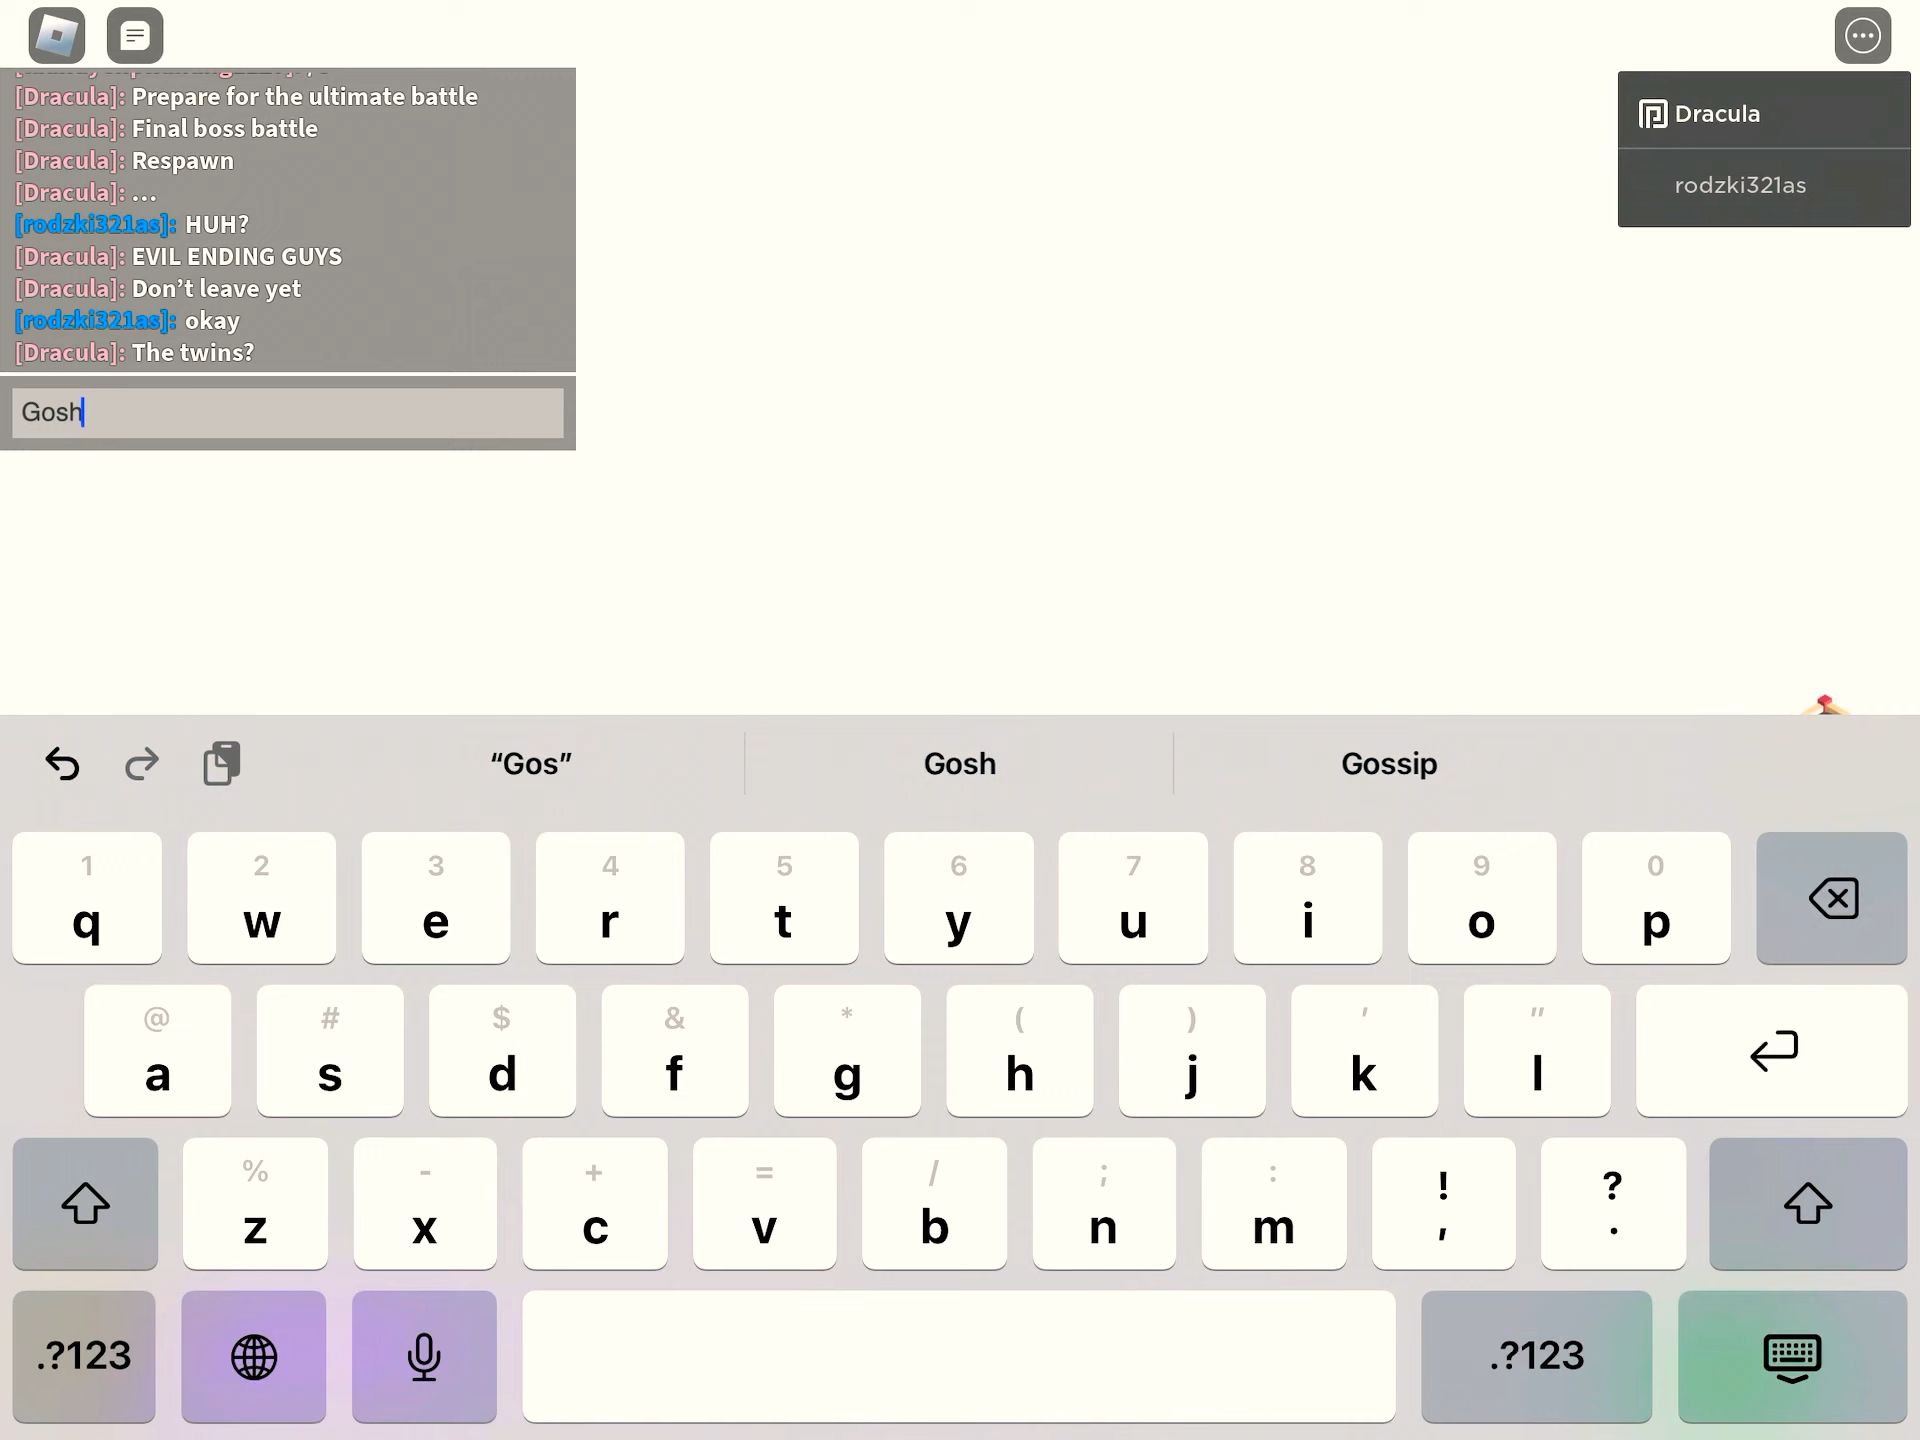 [Dracula]: Prepare for the ultimate battle
[Dracula]: Final boss battle
[Dracula]: Respawn
[Dracula]: ...
[rodzki321as]: HUH?
[Dracula]: EVIL ENDING GUYS
[Dracula]: Don’t leave yet
[rodzki321as]: okay
[Dracula]: The twins?
Gosh
Dracula
rodzki321as
“Gos” Gosh Gossip
1 2 3 4 5 6 7 8 9 0
q w e r t y u i o p
@ # $ & * ( ) ' "
a s d f g h j k l
% - + = / ; : ! ?
z x c v b n m , .
.?123 .?123